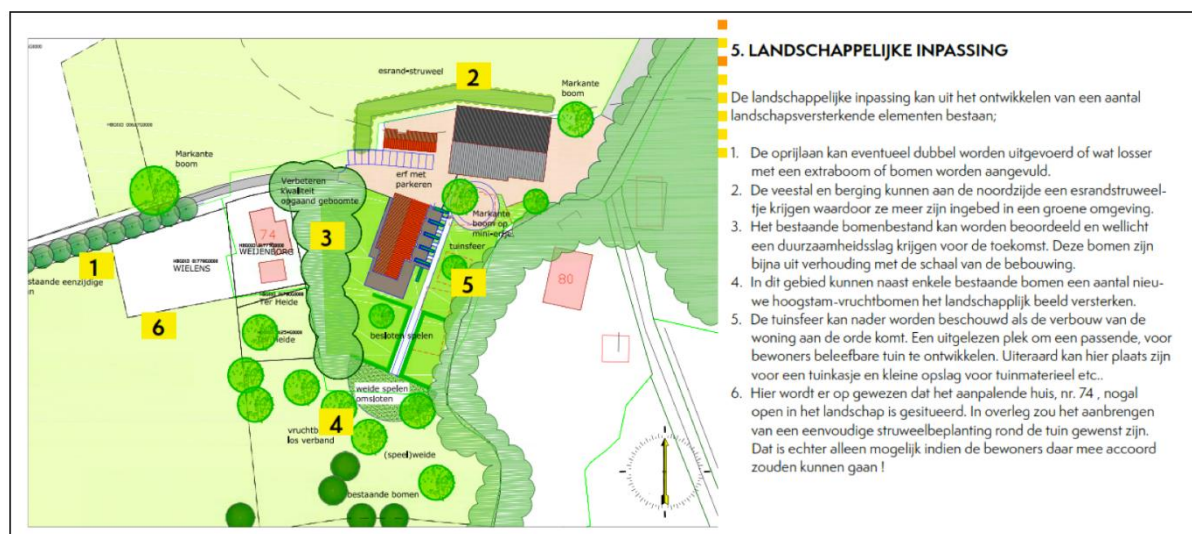 esrand-struweel
2
Markante
boom
Markante
boom
Verbeteren
kwaliteit
opgaand geboomte
erf met
parkeren
3
74
WEIJENBORG
WIELENS
1
Markante
boom op
tuinsfeer
5
80
6
Ter Heide
Ter Heide
besloten spelen
weide spelen
omsloten
4
los verband
(speel)weide
bestaande bomen
5. LANDSCHAPPELIJKE INPASSING
De landschappelijke inpassing kan uit het ontwikkelen van een aantal
landschapsversterkende elementen bestaan;
1. De oprijlaan kan eventueel dubbel worden uitgevoerd of wat losser
met een extraboom of bomen worden aangevuld.
2. De veestal en berging kunnen aan de noordzijde een esrandstruweel-
tje krijgen waardoor ze meer zijn ingebed in een groene omgeving.
3. Het bestaande bomenbestand kan worden beoordeeld en wellicht
een duurzaamheidsslag krijgen voor de toekomst. Deze bomen zijn
bijna uit verhouding met de schaal van de bebouwing.
4. In dit gebied kunnen naast enkele bestaande bomen een aantal nieu-
we hoogstam-vruchtbomen het landschapplijk beeld versterken.
5. De tuinsfeer kan nader worden beschouwd als de verbouw van de
woning aan de orde komt. Een uitgelezen plek om een passende, voor
bewoners beleefbare tuin te ontwikkelen. Uiteraard kan hier plaats zijn
voor een tuinkasje en kleine opslag voor tuinmaterieel etc..
6. Hier wordt er op gewezen dat het aanpalende huis, nr. 74 , nogal
open in het landschap is gesitueerd. In overleg zou het aanbrengen
van een eenvoudige struweelbeplanting rond de tuin gewenst zijn.
Dat is echter alleen mogelijk indien de bewoners daar mee accoord
zouden kunnen gaan !